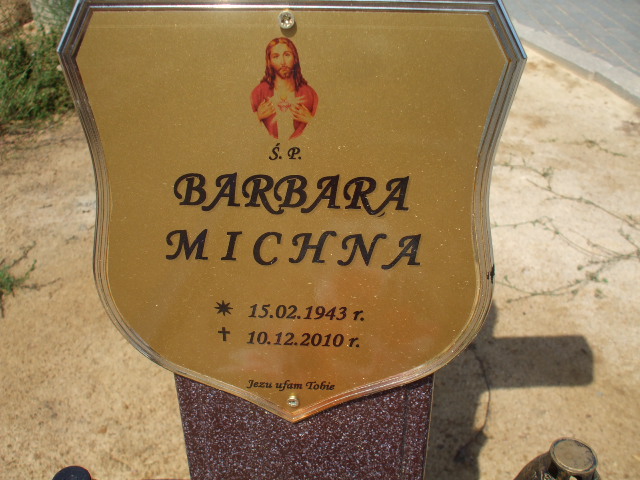 Ś. P.
BARBARA
MICHNA
✷ 15.02.1943 r.
✝ 10.12.2010 r.
Jezu ufam Tobie